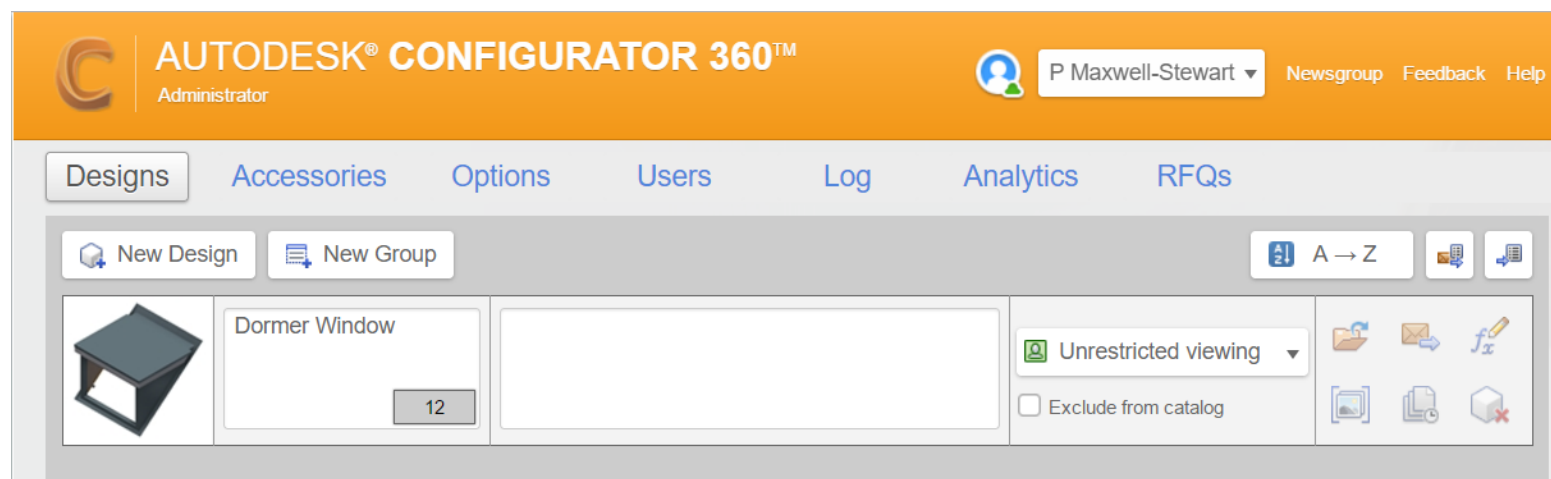 AUTODESK® CONFIGURATOR 360™
Administrator
P Maxwell-Stewart
Newsgroup Feedback Help
Designs Accessories Options Users Log Analytics RFQs
New Design New Group A → Z
Dormer Window
12
Unrestricted viewing
Exclude from catalog